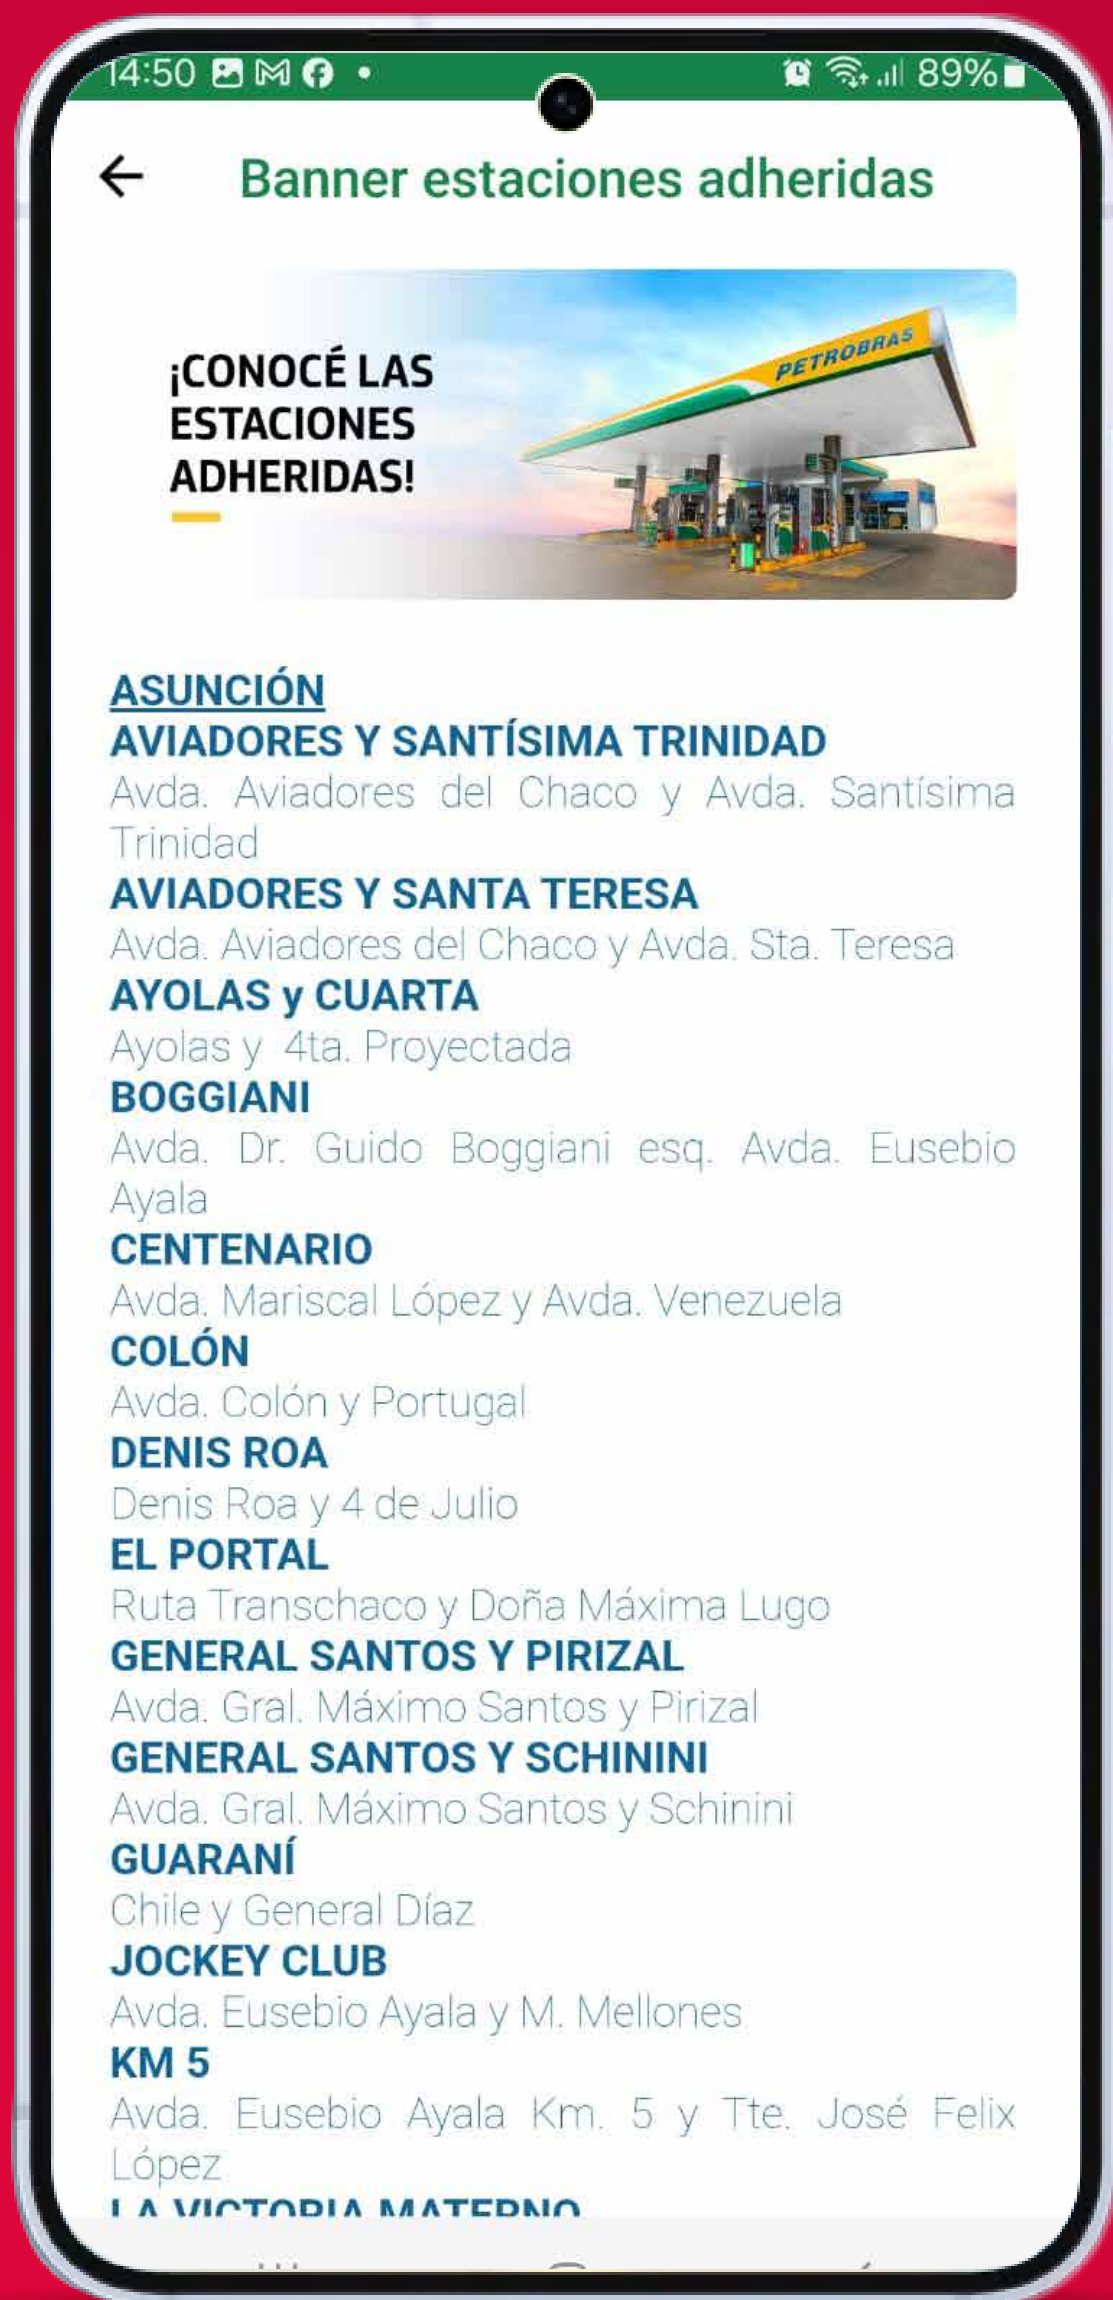 14:50
89%
Banner estaciones adheridas
¡CONOCÉ LAS
ESTACIONES
ADHERIDAS!
PETROBRAS
ASUNCIÓN
AVIADORES Y SANTÍSIMA TRINIDAD
Avda. Aviadores del Chaco y Avda. Santísima
Trinidad
AVIADORES Y SANTA TERESA
Avda. Aviadores del Chaco y Avda. Sta. Teresa
AYOLAS y CUARTA
Ayolas y 4ta. Proyectada
BOGGIANI
Avda. Dr. Guido Boggiani esq. Avda. Eusebio
Ayala
CENTENARIO
Avda. Mariscal López y Avda. Venezuela
COLÓN
Avda. Colón y Portugal
DENIS ROA
Denis Roa y 4 de Julio
EL PORTAL
Ruta Transchaco y Doña Máxima Lugo
GENERAL SANTOS Y PIRIZAL
Avda. Gral. Máximo Santos y Pirizal
GENERAL SANTOS Y SCHININI
Avda. Gral. Máximo Santos y Schinini
GUARANÍ
Chile y General Díaz
JOCKEY CLUB
Avda. Eusebio Ayala y M. Mellones
KM 5
Avda. Eusebio Ayala Km. 5 y Tte. José Felix
López
LA VICTORIA MATERNO